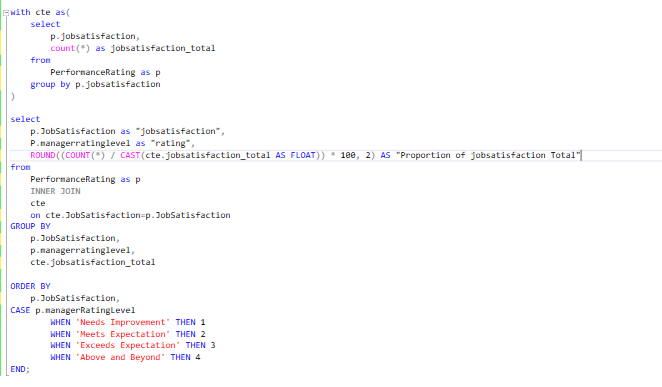 with cte as(
select
p.jobsatisfaction,
count(*) as jobsatisfaction_total
from
PerformanceRating as p
group by p.jobsatisfaction
)
select
p.JobSatisfaction as "jobsatisfaction",
P.managerratinglevel as "rating",
ROUND((COUNT(*) / CAST(cte.jobsatisfaction_total AS FLOAT)) * 100, 2) AS "Proportion of jobsatisfaction Total"
from
PerformanceRating as p
INNER JOIN
cte
on cte.JobSatisfaction=p.JobSatisfaction
GROUP BY
p.JobSatisfaction,
p.managerratinglevel,
cte.jobsatisfaction_total
ORDER BY
p.JobSatisfaction,
CASE p.managerRatingLevel
WHEN 'Needs Improvement' THEN 1
WHEN 'Meets Expectation' THEN 2
WHEN 'Exceeds Expectation' THEN 3
WHEN 'Above and Beyond' THEN 4
END;